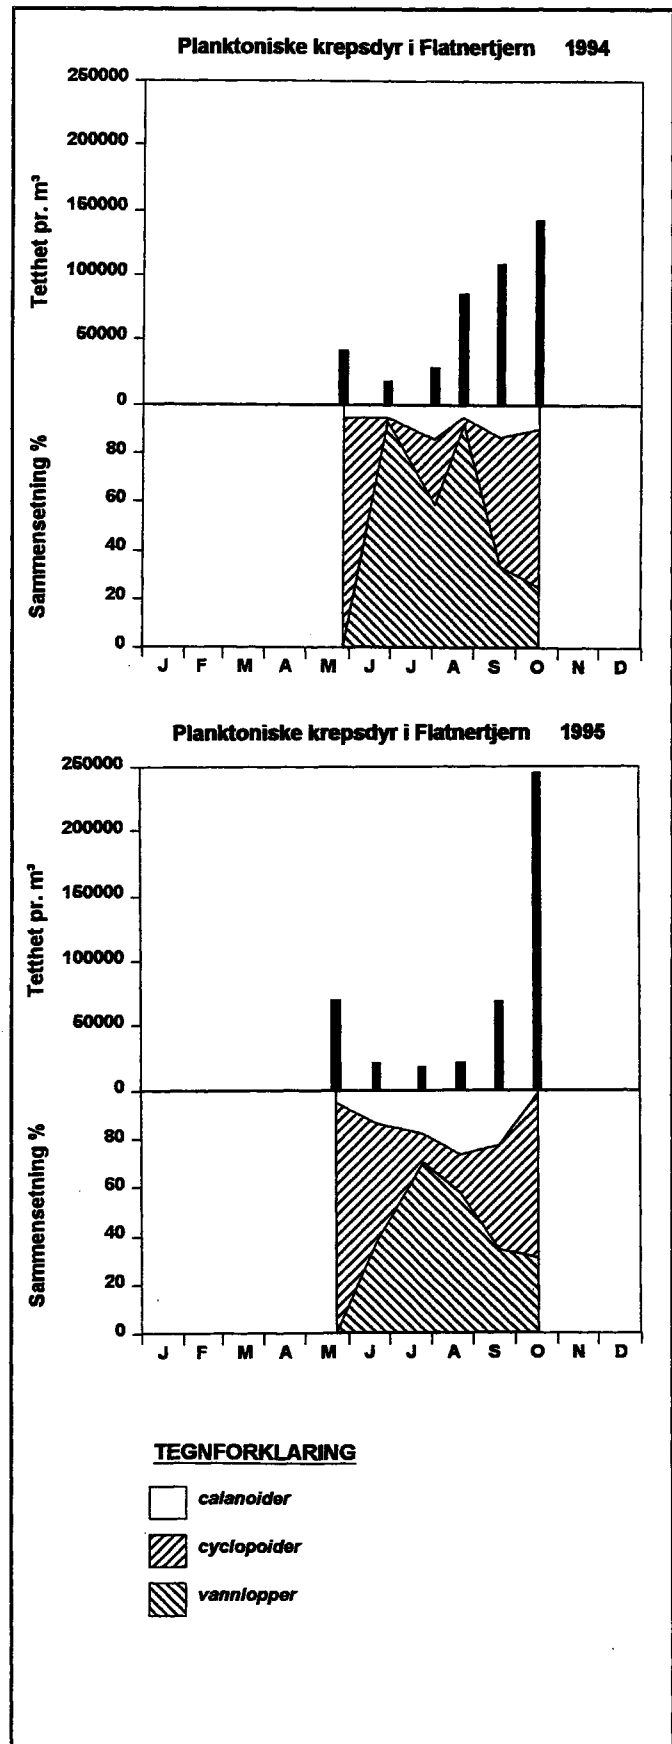 Planktoniske krepsdyr i Flatnertjern 1994
Tetthet pr. m³
250000
200000
150000
100000
50000
0
Sammensetning %
80
60
40
20
0
J F M A M J J A S O N D
Planktoniske krepsdyr i Flatnertjern 1995
Tetthet pr. m³
250000
200000
150000
100000
50000
0
Sammensetning %
80
60
40
20
0
J F M A M J J A S O N D
TEGNFORKLARING
calanoider
cyclopoider
vannlopper